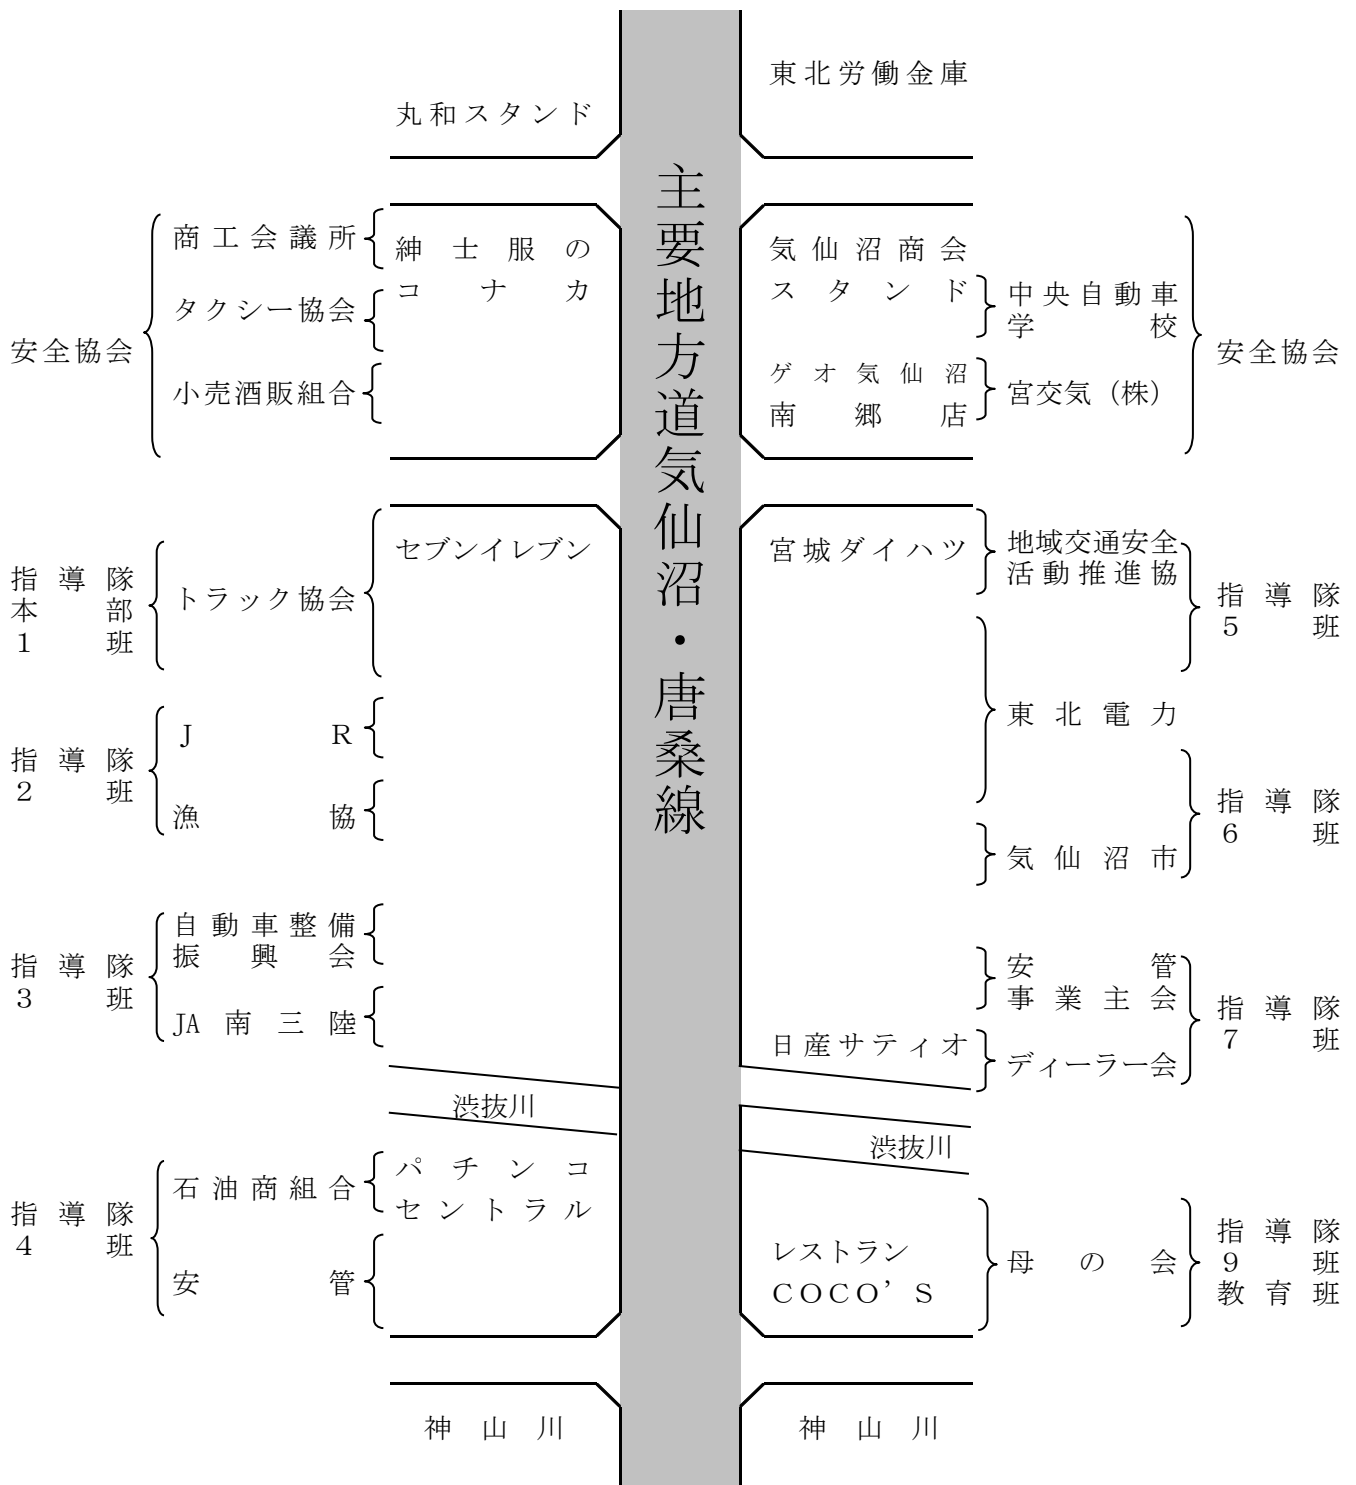 東北労働金庫
丸和スタンド
主要地方道気仙沼・唐桑線
安全協会
商工会議所
タクシー協会
小売酒販組合
紳士服の
コナカ
気仙沼商会
スタンド
ゲオ気仙沼
南郷店
中央自動車
学校
宮交気（株）
安全協会
指導隊
本部
1班
トラック協会
セブンイレブン
宮城ダイハツ
地域交通安全
活動推進協
指導隊
5班
指導隊
2班
JR
漁協
東北電力
気仙沼市
指導隊
6班
指導隊
3班
自動車整備
振興会
JA南三陸
日産サティオ
安管
事業主会
ディーラー会
指導隊
7班
渋抜川
渋抜川
指導隊
4班
石油商組合
安管
パチンコ
セントラル
レストラン
COCO’S
母の会
指導隊
9班
教育班
神山川
神山川